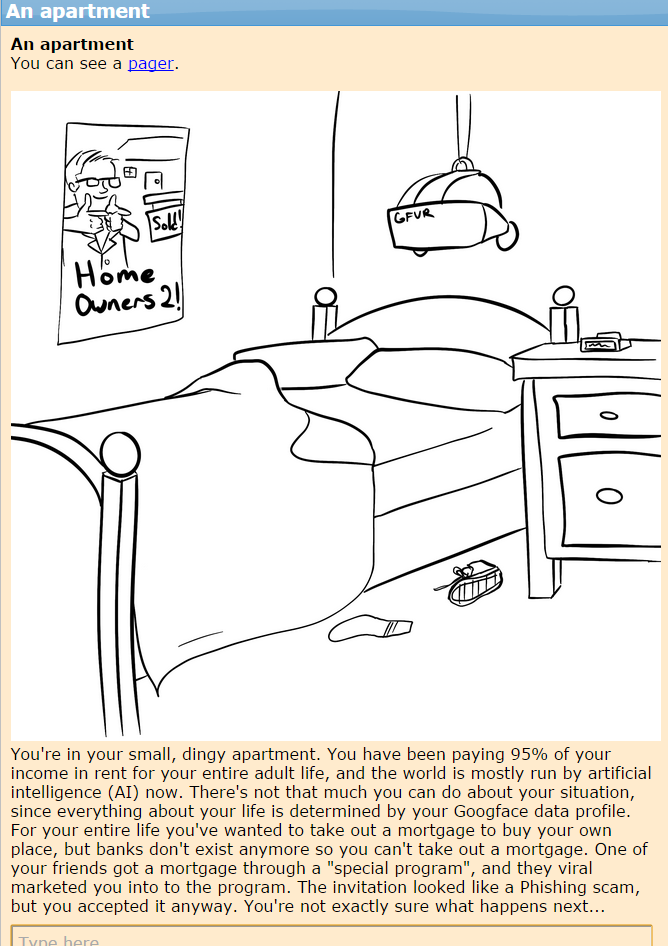 An apartment
An apartment
You can see a pager.
GFVR
Sold!
Home
Owners 2!
You're in your small, dingy apartment. You have been paying 95% of your
income in rent for your entire adult life, and the world is mostly run by artificial
intelligence (AI) now. There's not that much you can do about your situation,
since everything about your life is determined by your Googface data profile.
For your entire life you've wanted to take out a mortgage to buy your own
place, but banks don't exist anymore so you can't take out a mortgage. One of
your friends got a mortgage through a "special program", and they viral
marketed you into to the program. The invitation looked like a Phishing scam,
but you accepted it anyway. You're not exactly sure what happens next...
Type here